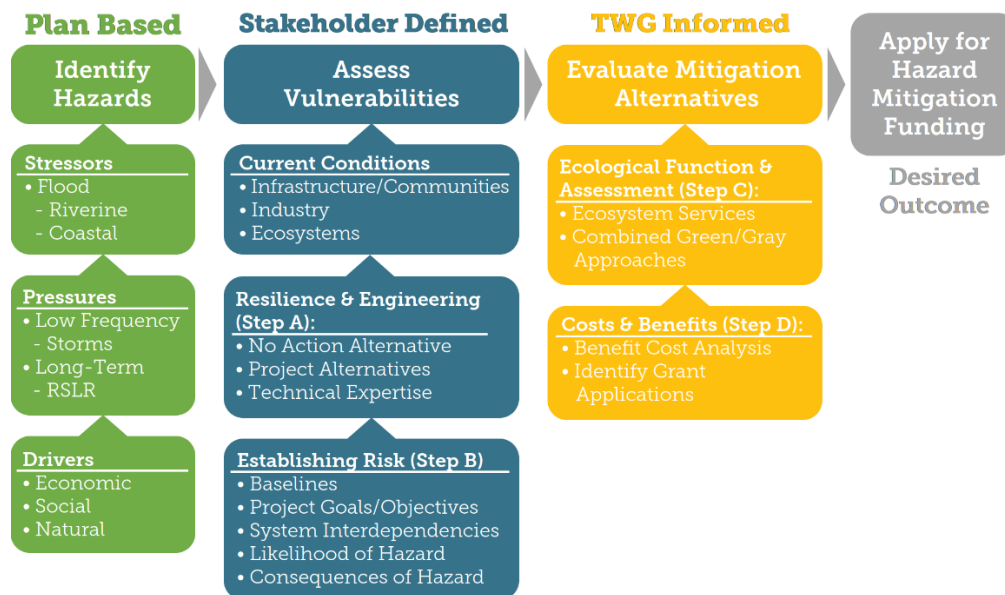 Plan Based
Identify
Hazards
Stressors
• Flood
- Riverine
- Coastal
Pressures
• Low Frequency
- Storms
• Long-Term
- RSLR
Drivers
• Economic
• Social
• Natural
Stakeholder Defined
Assess
Vulnerabilities
Current Conditions
• Infrastructure/Communities
• Industry
• Ecosystems
Resilience & Engineering
(Step A):
• No Action Alternative
• Project Alternatives
• Technical Expertise
Establishing Risk (Step B)
• Baselines
• Project Goals/Objectives
• System Interdependencies
• Likelihood of Hazard
• Consequences of Hazard
TWG Informed
Evaluate Mitigation
Alternatives
Ecological Function &
Assessment (Step C):
• Ecosystem Services
• Combined Green/Gray
Approaches
Costs & Benefits (Step D):
• Benefit Cost Analysis
• Identify Grant
Applications
Apply for
Hazard
Mitigation
Funding
Desired
Outcome